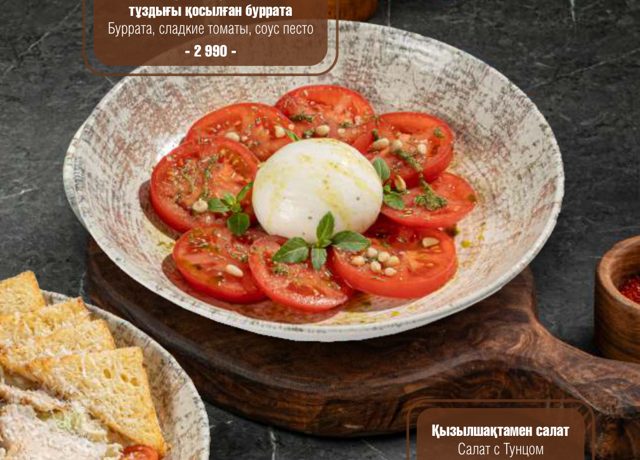 тұздығы қосылған буррата
Буррата, сладкие томаты, соус песто
- 2 990 -
Қызылшақтамен салат
Салат с Тунцом